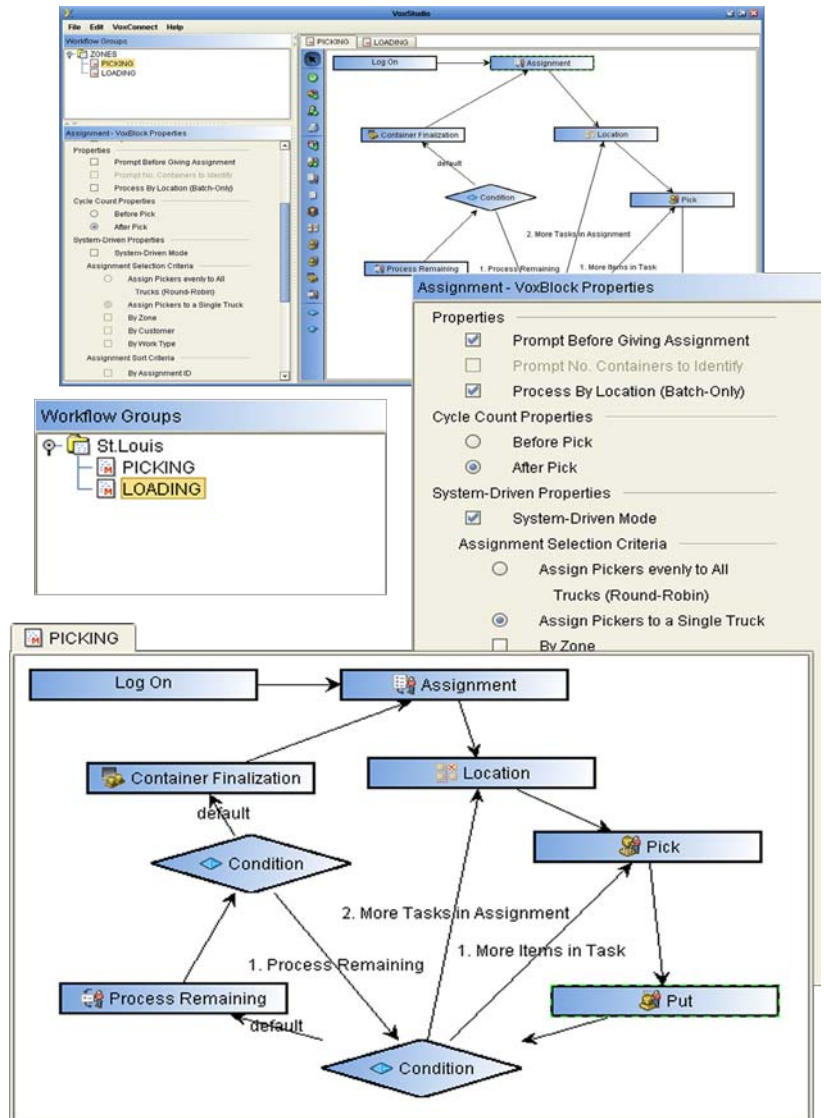 VoxStudio
File Edit VoxConnect Help
Workflow Groups
ZONES
PICKING
LOADING
Assignment - VoxBlock Properties
Properties
Prompt Before Giving Assignment
Prompt No. Containers to Identify
Process By Location (Batch-Only)
Cycle Count Properties
Before Pick
After Pick
System-Driven Properties
System-Driven Mode
Assignment Selection Criteria
Assign Pickers evenly to All
Trucks (Round-Robin)
Assign Pickers to a Single Truck
By Zone
By Customer
By Work Type
Assignment Sort Criteria
By Assignment ID
PICKING LOADING
Log On
Assignment
Container Finalization
Location
default
Condition
Pick
2. More Tasks in Assignment
Process Remaining
1. Process Remaining
1. More Items in Task
Assignment - VoxBlock Properties
Properties
Prompt Before Giving Assignment
Prompt No. Containers to Identify
Process By Location (Batch-Only)
Cycle Count Properties
Before Pick
After Pick
System-Driven Properties
System-Driven Mode
Assignment Selection Criteria
Assign Pickers evenly to All
Trucks (Round-Robin)
Assign Pickers to a Single Truck
By Zone
Workflow Groups
St.Louis
PICKING
LOADING
PICKING
Log On
Assignment
Container Finalization
Location
default
Condition
Pick
2. More Tasks in Assignment
1. More Items in Task
1. Process Remaining
Process Remaining
Put
default
Condition